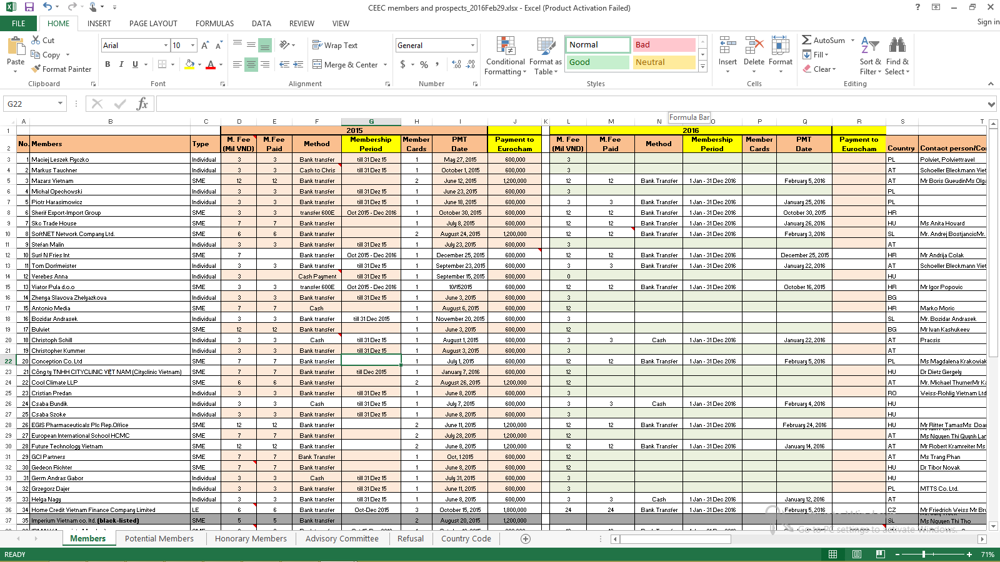 CEEC members and prospects_2016Feb29.xlsx - Excel (Product Activation Failed)
FILE HOME INSERT PAGE LAYOUT FORMULAS DATA REVIEW VIEW Sign in
Paste Cut Copy Format Painter Clipboard
Arial 10 B I U Font
Wrap Text Merge & Center Alignment
General $ % Number
Conditional Formatting Format as Table Normal Bad Good Neutral Styles
Insert Delete Format Cells
AutoSum Fill Clear Sort & Filter Find & Select Editing
G22 fx
Formula Bar
A B C D E F G H I J K L M N O P Q R S T
1 2015 2016
2 No. Members Type M. Fee (Mil VND) M.Fee Paid Method Membership Period Member Cards PMT Date Payment to Eurocham M. Fee (Mil VND) M.Fee Paid Method Membership Period Member Cards PMT Date Payment to Eurocham Country Contact person/Co
3 1 Maciej Leszek Ryczko Individual 3 3 Bank transfer till 31 Dez 15 1 May 27, 2015 600,000 3 PL Polviet, Polviettravel
4 2 Markus Tauchner Individual 3 3 Cash to Chris till 31 Dez 15 1 October 1, 2015 600,000 3 AT Schoeller Bleckmann Viet
5 3 Mazars Vietnam SME 12 12 Bank transfer 2 June 12, 2015 1,200,000 12 12 Bank Transfer 1 Jan - 31 Dec 2016 February 5, 2016 AT Mr Boris GueudinMs Olga
6 4 Michal Opechowski Individual 3 3 Bank transfer till 31 Dez 15 1 June 23, 2015 600,000 3 PL
7 5 Piotr Harasimowicz Individual 3 3 Bank transfer till 31 Dez 15 1 June 18, 2015 600,000 3 3 Bank Transfer 1 Jan - 31 Dec 2016 January 25, 2016 PL
8 6 Sherif Export-Import Group SME 3 3 transfer 600E Oct 2015 - Dec 2016 1 October 30, 2015 600,000 12 12 Bank Transfer 1 Jan - 31 Dec 2016 October 30, 2015 HR
9 7 Skc Trade House SME 7 7 Bank transfer 1 July 8, 2015 600,000 12 12 Bank Transfer 1 Jan - 31 Dec 2016 January 26, 2016 HU Ms Anita Hovard
10 8 SoftNET Network Company Ltd. SME 6 6 Bank transfer 2 August 24, 2015 1,200,000 12 12 Bank Transfer 1 Jan - 31 Dec 2016 February 3, 2016 SL Mr. Andrej BostjancicMr.
11 9 Stefan Malin Individual 3 3 Bank transfer till 31 Dez 15 1 July 23, 2015 600,000 3 AT
12 10 Surf N Fries Int SME 7 Bank transfer Oct 2015 - Dec 2016 1 December 25, 2015 600,000 12 12 Bank Transfer 1 Jan - 31 Dec 2016 December 25, 2015 HR Mr Andrija Colak
13 11 Tom Dorfmeister Individual 3 3 Bank transfer till 31 Dez 15 1 September 23, 2015 600,000 3 3 Bank Transfer 1 Jan - 31 Dec 2016 January 22, 2016 AT Schoeller Bleckmann Viet
14 12 Verebes Anna Individual 3 Cash Payment till 31 Dez 15 1 September 15, 2015 600,000 0 HU
15 13 Viator Pula d.o.o SME 3 3 transfer 600E Oct 2015 - Dec 2016 1 10/152015 600,000 12 12 Bank Transfer 1 Jan - 31 Dec 2016 October 16, 2015 HR Mr Igor Popovic
16 14 Zhenya Slavova Zhelyazkova Individual 3 3 Bank transfer till 31 Dez 15 1 June 3, 2015 600,000 3 BG
17 15 Antonio Media SME 7 7 Cash 1 August 6, 2015 600,000 12 HR Marko Moric
18 16 Bozidar Andrasek Individual 3 3 Bank transfer till 31 Dec 2015 1 November 20, 2015 600,000 3 SL Mr. Bozidar Andrasek
19 17 Bulviet SME 12 12 Bank transfer 1 June 3, 2015 600,000 12 BG Mr Ivan Kashukeev
20 18 Christoph Schill Individual 3 3 Cash till 31 Dez 15 1 August 1, 2015 600,000 3 3 Cash 1 Jan - 31 Dec 2016 January 22, 2016 AT Pracsis
21 19 Christopher Kummer Individual 3 3 Bank transfer till 31 Dez 15 1 August 3, 2015 600,000 3 AT
22 20 Conception Co. Ltd SME 7 7 Bank transfer 1 July 1, 2015 600,000 12 12 Bank Transfer 1 Jan - 31 Dec 2016 February 5, 2016 PL Ms Magdalena Krakowiak
23 21 Công ty TNHH CITYCLINIC VIỆT NAM (Cityclinic Vietnam) SME 7 7 Bank transfer till Dec 2015 1 January 7, 2016 600,000 12 HU Dr Dietz Gergely
24 22 Cool Climate LLP SME 6 6 Bank transfer 2 August 26, 2015 1,200,000 12 AT Mr. Michael ThurnerMr Ka
25 23 Cristian Predan Individual 3 3 Bank transfer till 31 Dez 15 1 June 8, 2015 600,000 3 RO Weiss-Rohlig Vietnam Ltd
26 24 Csaba Bundik Individual 3 3 Cash till 31 Dez 15 1 July 7, 2015 600,000 3 3 Cash 1 Jan - 31 Dec 2016 February 4, 2016 HU
27 25 Csaba Szoke Individual 3 3 Bank transfer till 31 Dez 15 1 June 8, 2015 600,000 3 HU
28 26 EGIS Pharmaceuticals Plc Rep.Office SME 12 12 Bank transfer 2 June 11, 2015 1,200,000 12 12 Bank Transfer 1 Jan - 31 Dec 2016 February 24, 2016 HU Mr Ritter TamasMs Doar
29 27 European International School HCMC SME 7 7 Bank transfer 2 July 28, 2015 1,200,000 12 AT Ms Nguyen Thi Quynh Lan
30 28 Future Technology Vietnam SME 12 12 Bank transfer 2 June 8, 2015 1,200,000 12 12 Bank Transfer 1 Jan - 31 Dec 2016 January 14, 2016 AT Mr Robert Kramreiter Ms
31 29 GCI Partners SME 7 7 Bank Transfer 1 Oct, 1 2015 600,000 12 AT Ms Trang Phan
32 30 Gedeon Richter SME 7 7 Bank transfer 1 June 8, 2015 600,000 12 HU Dr Tibor Novak
33 31 Germ Andras Gabor Individual 3 3 Cash till 31 Dez 15 1 July 31, 2015 600,000 3 HU
34 32 Grzegorz Dajer Individual 3 3 Bank transfer till 31 Dez 15 1 June 11, 2015 600,000 3 PL MTTS Co. Ltd.
35 33 Helga Nagy Individual 3 3 Bank transfer till 31 Dez 15 1 June 8, 2015 600,000 3 3 Cash 1 Jan - 31 Dec 2016 January 12, 2016 AT
36 34 Home Credit Vietnam Finance Company Limited LE 6 6 Bank transfer Oct-Dec 2015 3 October 15, 2015 1,800,000 24 24 Bank Transfer 1 Jan - 31 Dec 2016 February 5, 2016 CZ Mr Friedrich Weiss Mr Bru
37 35 Imperium Vietnam co. ltd. (black-listed) SME 5 5 Bank transfer 2 August 20, 2015 1,200,000 SL Ms Nguyen Thi Tho
Go to PC settings to activate Windows.
Members Potential Members Honorary Members Advisory Committee Refusal Country Code
READY 71%